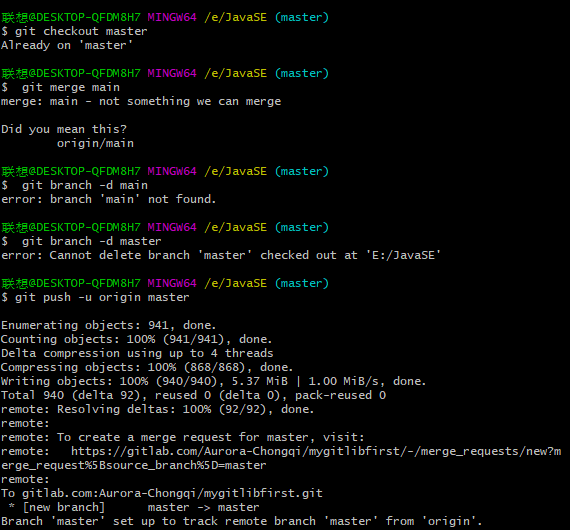 联想@DESKTOP-QFDM8H7 MINGW64 /e/JavaSE (master)
$ git checkout master
Already on 'master'
联想@DESKTOP-QFDM8H7 MINGW64 /e/JavaSE (master)
$  git merge main
merge: main - not something we can merge
Did you mean this?
        origin/main
联想@DESKTOP-QFDM8H7 MINGW64 /e/JavaSE (master)
$  git branch -d main
error: branch 'main' not found.
联想@DESKTOP-QFDM8H7 MINGW64 /e/JavaSE (master)
$  git branch -d master
error: Cannot delete branch 'master' checked out at 'E:/JavaSE'
联想@DESKTOP-QFDM8H7 MINGW64 /e/JavaSE (master)
$ git push -u origin master
Enumerating objects: 941, done.
Counting objects: 100% (941/941), done.
Delta compression using up to 4 threads
Compressing objects: 100% (868/868), done.
Writing objects: 100% (940/940), 5.37 MiB | 1.00 MiB/s, done.
Total 940 (delta 92), reused 0 (delta 0), pack-reused 0
remote: Resolving deltas: 100% (92/92), done.
remote:
remote: To create a merge request for master, visit:
remote:   https://gitlab.com/Aurora-Chongqi/mygitlibfirst/-/merge_requests/new?m
erge_request%5Bsource_branch%5D=master
remote:
To gitlab.com:Aurora-Chongqi/mygitlibfirst.git
 * [new branch]      master -> master
Branch 'master' set up to track remote branch 'master' from 'origin'.